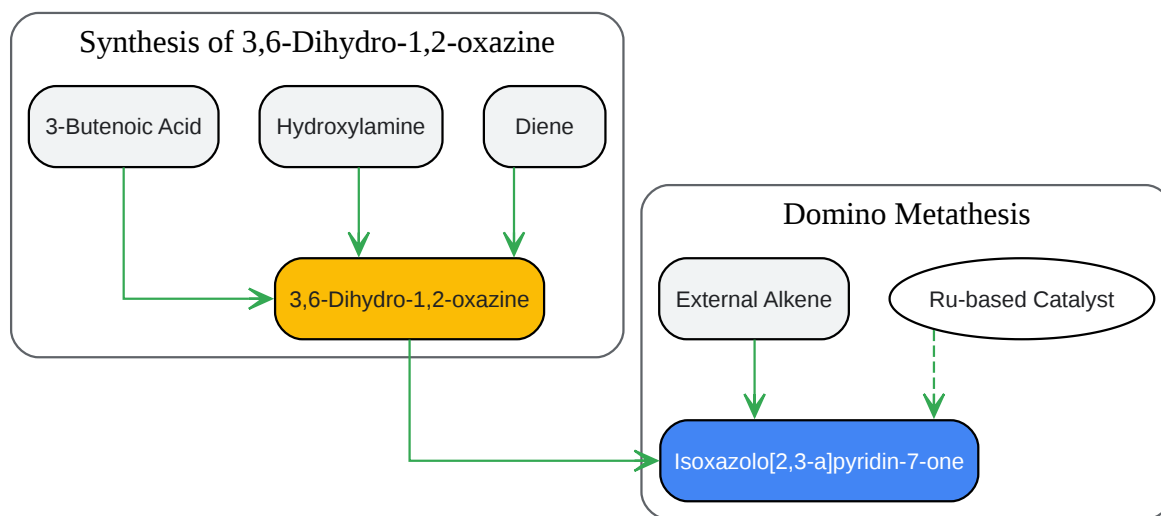 Synthesis of 3,6-Dihydro-1,2-oxazine
3-Butenoic Acid
Hydroxylamine
Diene
3,6-Dihydro-1,2-oxazine
Domino Metathesis
External Alkene
Ru-based Catalyst
Isoxazolo[2,3-a]pyridin-7-one